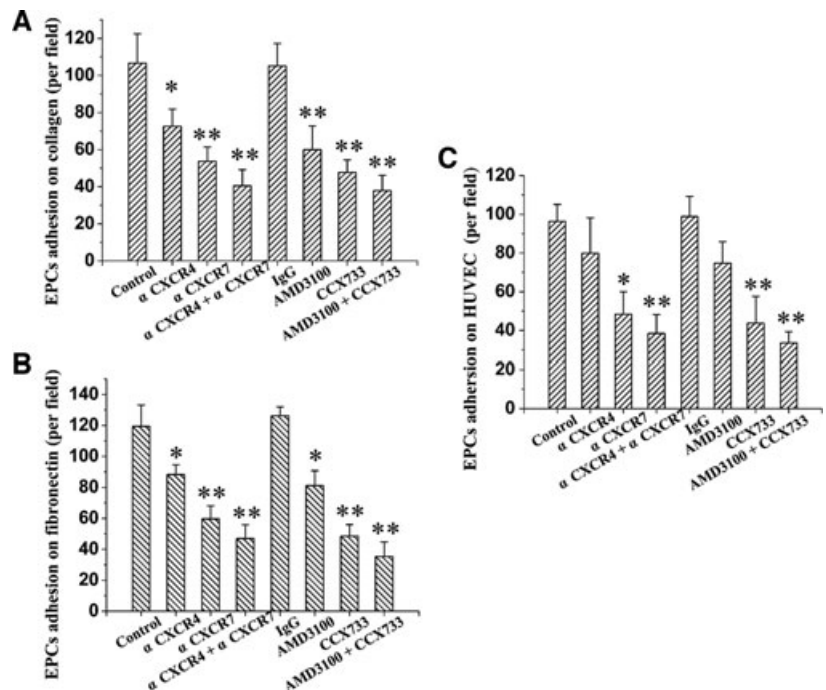 A
EPCs adhesion on collagen (per field)
120
100
80
60
40
20
0
*
**
**
**
**
**
Control
α CXCR4
α CXCR7
α CXCR4 + α CXCR7
IgG
AMD3100
CCX733
AMD3100 + CCX733
B
EPCs adhesion on fibronectin (per field)
140
120
100
80
60
40
20
0
*
**
**
*
**
**
Control
α CXCR4
α CXCR7
α CXCR4 + α CXCR7
IgG
AMD3100
CCX733
AMD3100 + CCX733
C
EPCs adhersion on HUVEC (per field)
120
100
80
60
40
20
0
*
**
**
**
Control
α CXCR4
α CXCR7
α CXCR4 + α CXCR7
IgG
AMD3100
CCX733
AMD3100 + CCX733